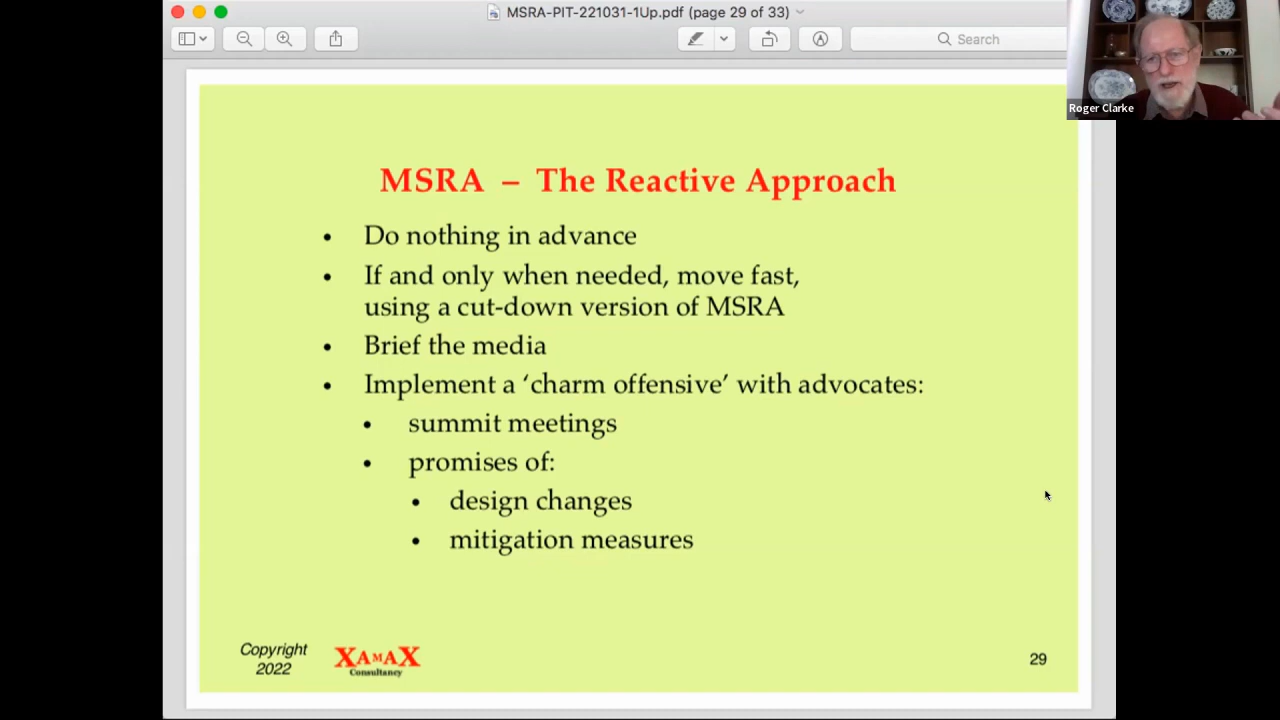 MSRA-PIT-221031-1Up.pdf (page 29 of 33)
Search
Roger Clarke
MSRA – The Reactive Approach
• Do nothing in advance
• If and only when needed, move fast,
using a cut-down version of MSRA
• Brief the media
• Implement a ‘charm offensive’ with advocates:
• summit meetings
• promises of:
• design changes
• mitigation measures
Copyright
2022
XAMAX
Consultancy
29